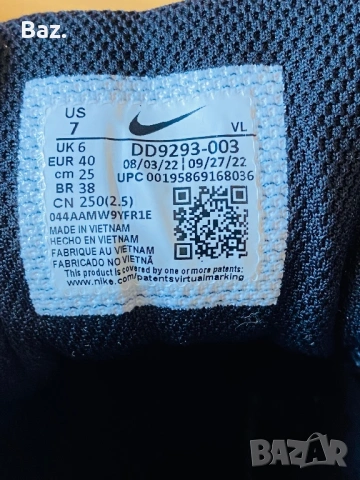 Baz.
US
7
VL
UK 6
EUR 40
cm 25
BR 38
CN 250(2.5)
DD9293-003
08/03/22 09/27/22
UPC 00195869168036
044AAMW9YFR1E
MADE IN VIETNAM
HECHO EN VIETNAM
FABRIQUE AU VIETNAM
FABRICADO NO VIETNÃ
This product is covered by one or more patents:
www.nike.com/patentsvirtualmarking
BAZAR
bg